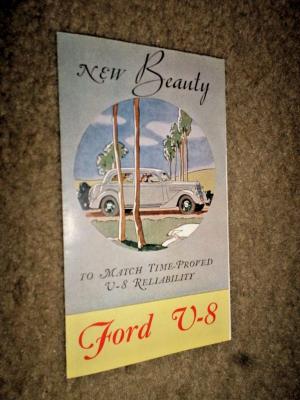 NEW Beauty
TO MATCH TIME-PROVED
V-8 RELIABILITY
Ford V-8